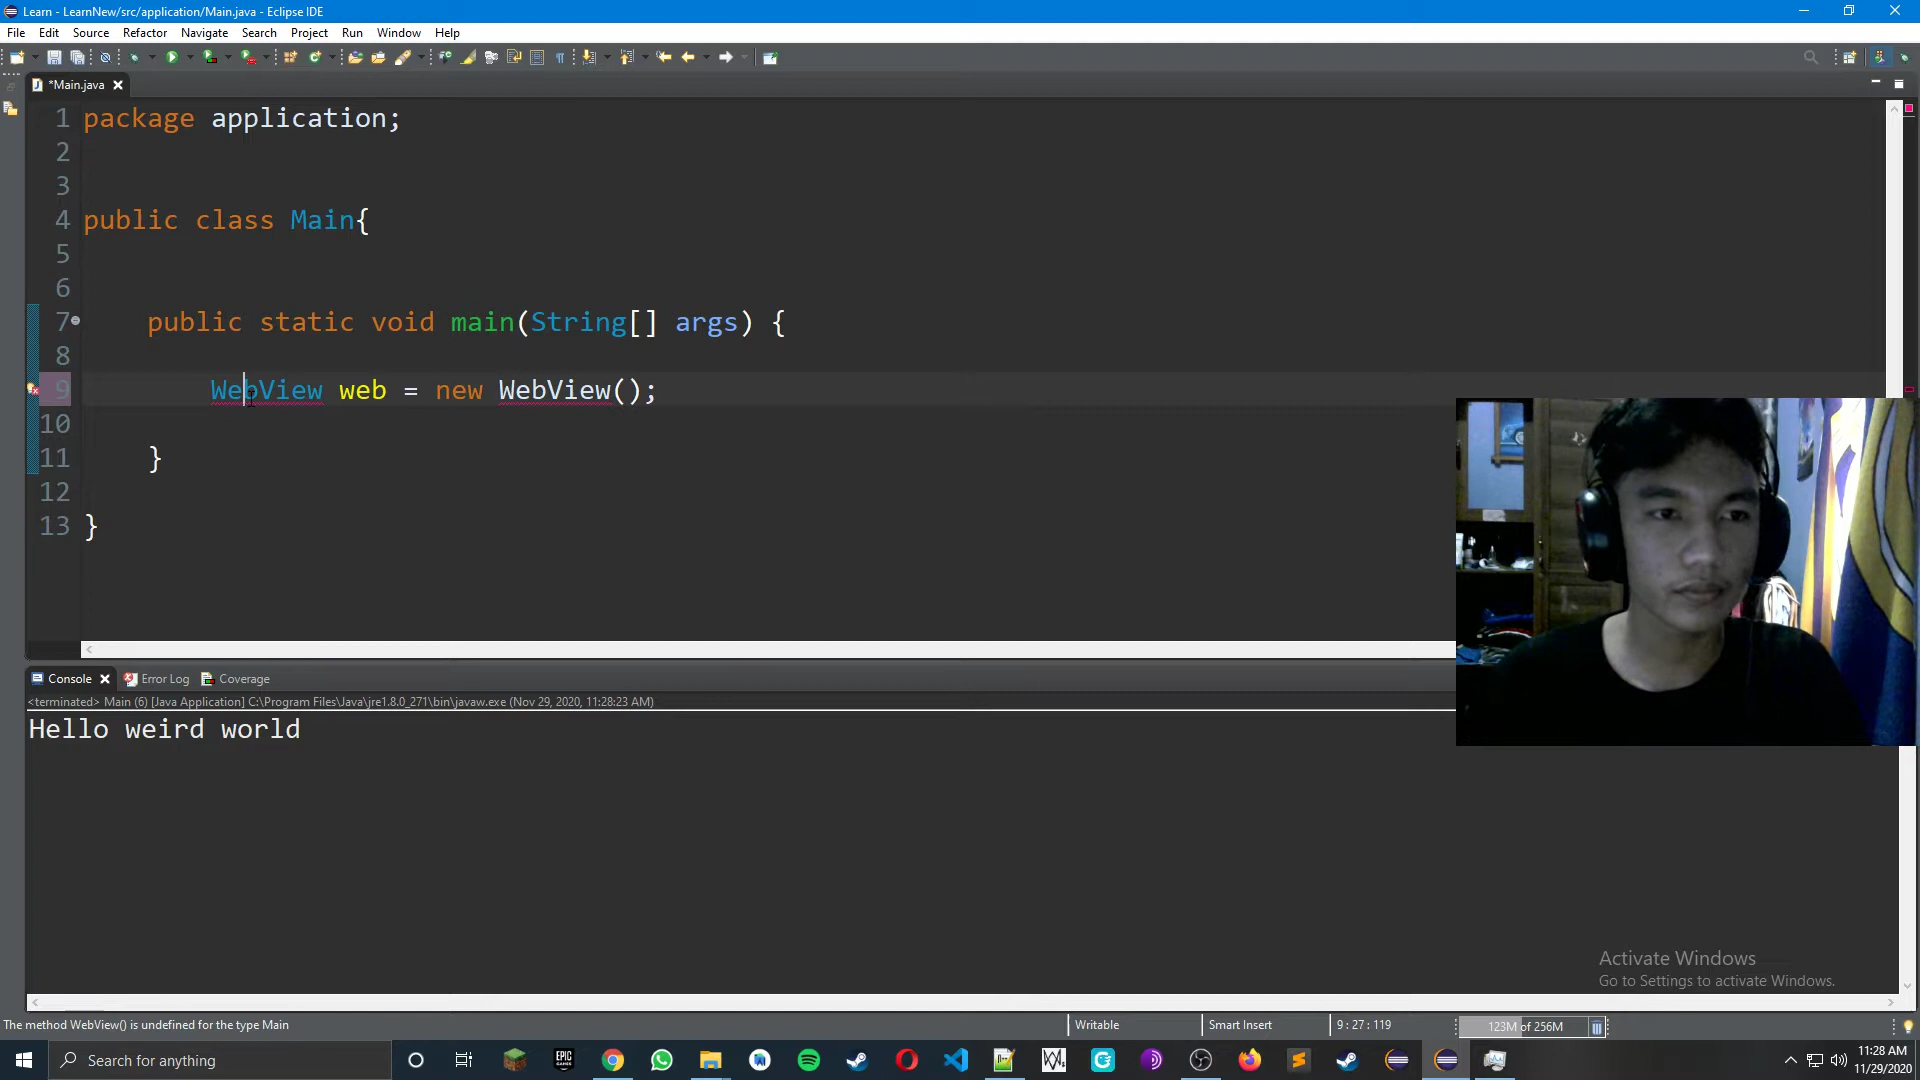 Learn - LearnNew/src/application/Main.java - Eclipse IDE
File Edit Source Refactor Navigate Search Project Run Window Help
*Main.java
1 package application;
2
3
4 public class Main{
5
6
7 public static void main(String[] args) {
8
9 WebView web = new WebView();
10
11 }
12
13 }
Console Error Log Coverage
<terminated> Main (6) [Java Application] C:\Program Files\Java\jre1.8.0_271\bin\javaw.exe (Nov 29, 2020, 11:28:23 AM)
Hello weird world
Activate Windows
Go to Settings to activate Windows.
The method WebView() is undefined for the type Main
Writable
Smart Insert
9 : 27 : 119
123M of 256M
Search for anything
EPIC GAMES
11:28 AM
11/29/2020